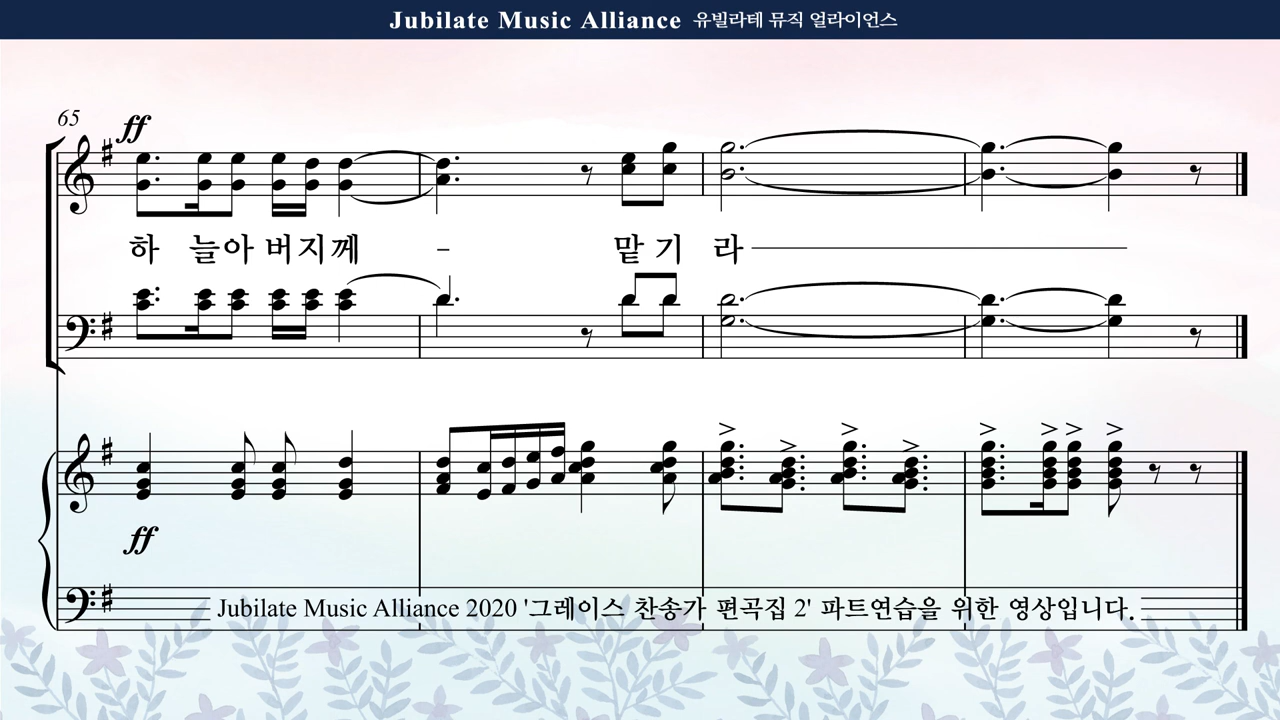 Jubilate Music Alliance 유빌라테 뮤직 얼라이언스
65
ff
하 늘아 버지께 - 맡 기 라
ff
Jubilate Music Alliance 2020 '그레이스 찬송가 편곡집 2' 파트연습을 위한 영상입니다.